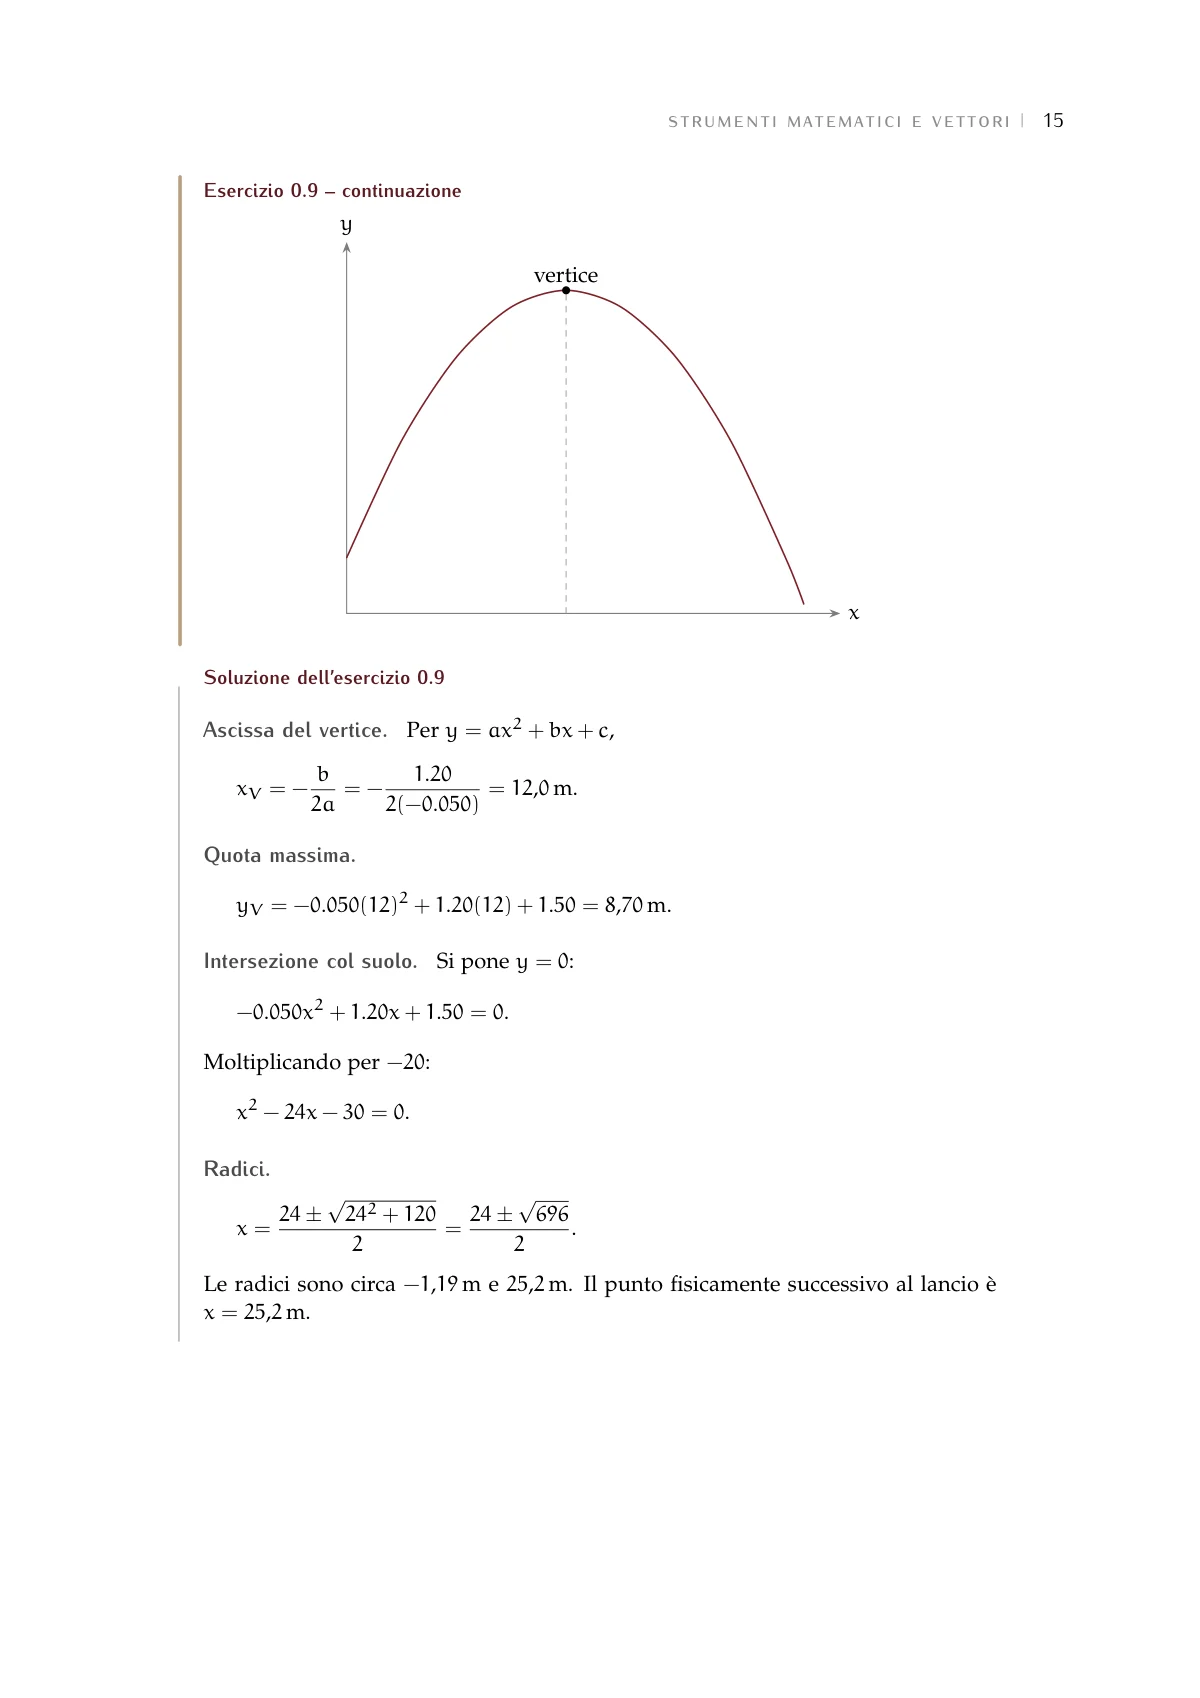 STRUMENTI MATEMATICI E VETTORI | 15
Esercizio 0.9 – continuazione
y
vertice
x
Soluzione dell'esercizio 0.9
Ascissa del vertice. Per y = ax² + bx + c,
x_V = −b/2a = −1.20/2(−0.050) = 12,0 m.
Quota massima.
y_V = −0.050(12)² + 1.20(12) + 1.50 = 8,70 m.
Intersezione col suolo. Si pone y = 0:
−0.050x² + 1.20x + 1.50 = 0.
Moltiplicando per −20:
x² − 24x − 30 = 0.
Radici.
x = (24 ± √(24² + 120))/2 = (24 ± √696)/2.
Le radici sono circa −1,19 m e 25,2 m. Il punto fisicamente successivo al lancio è
x = 25,2 m.